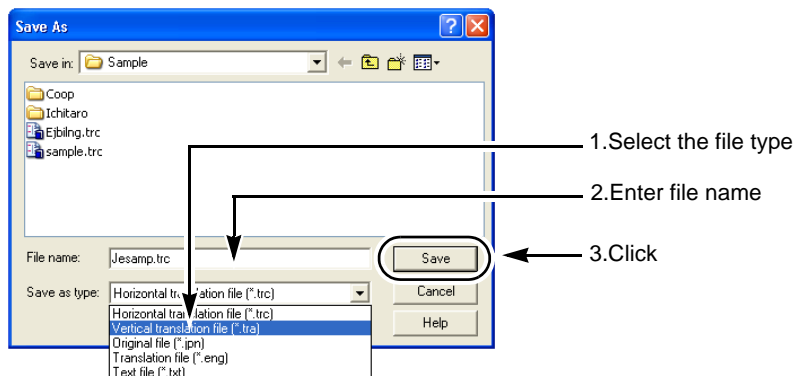 Save As
Save in: Sample
Coop
Ichitaro
Ejbilng.trc
sample.trc
1.Select the file type
2.Enter file name
File name: Jesamp.trc Save
3.Click
Save as type: Horizontal translation file (*.trc) Cancel
Horizontal translation file (*.trc)
Vertical translation file (*.tra)
Help
Original file (*.jpn)
Translation file (*.eng)
Text file (*.txt)